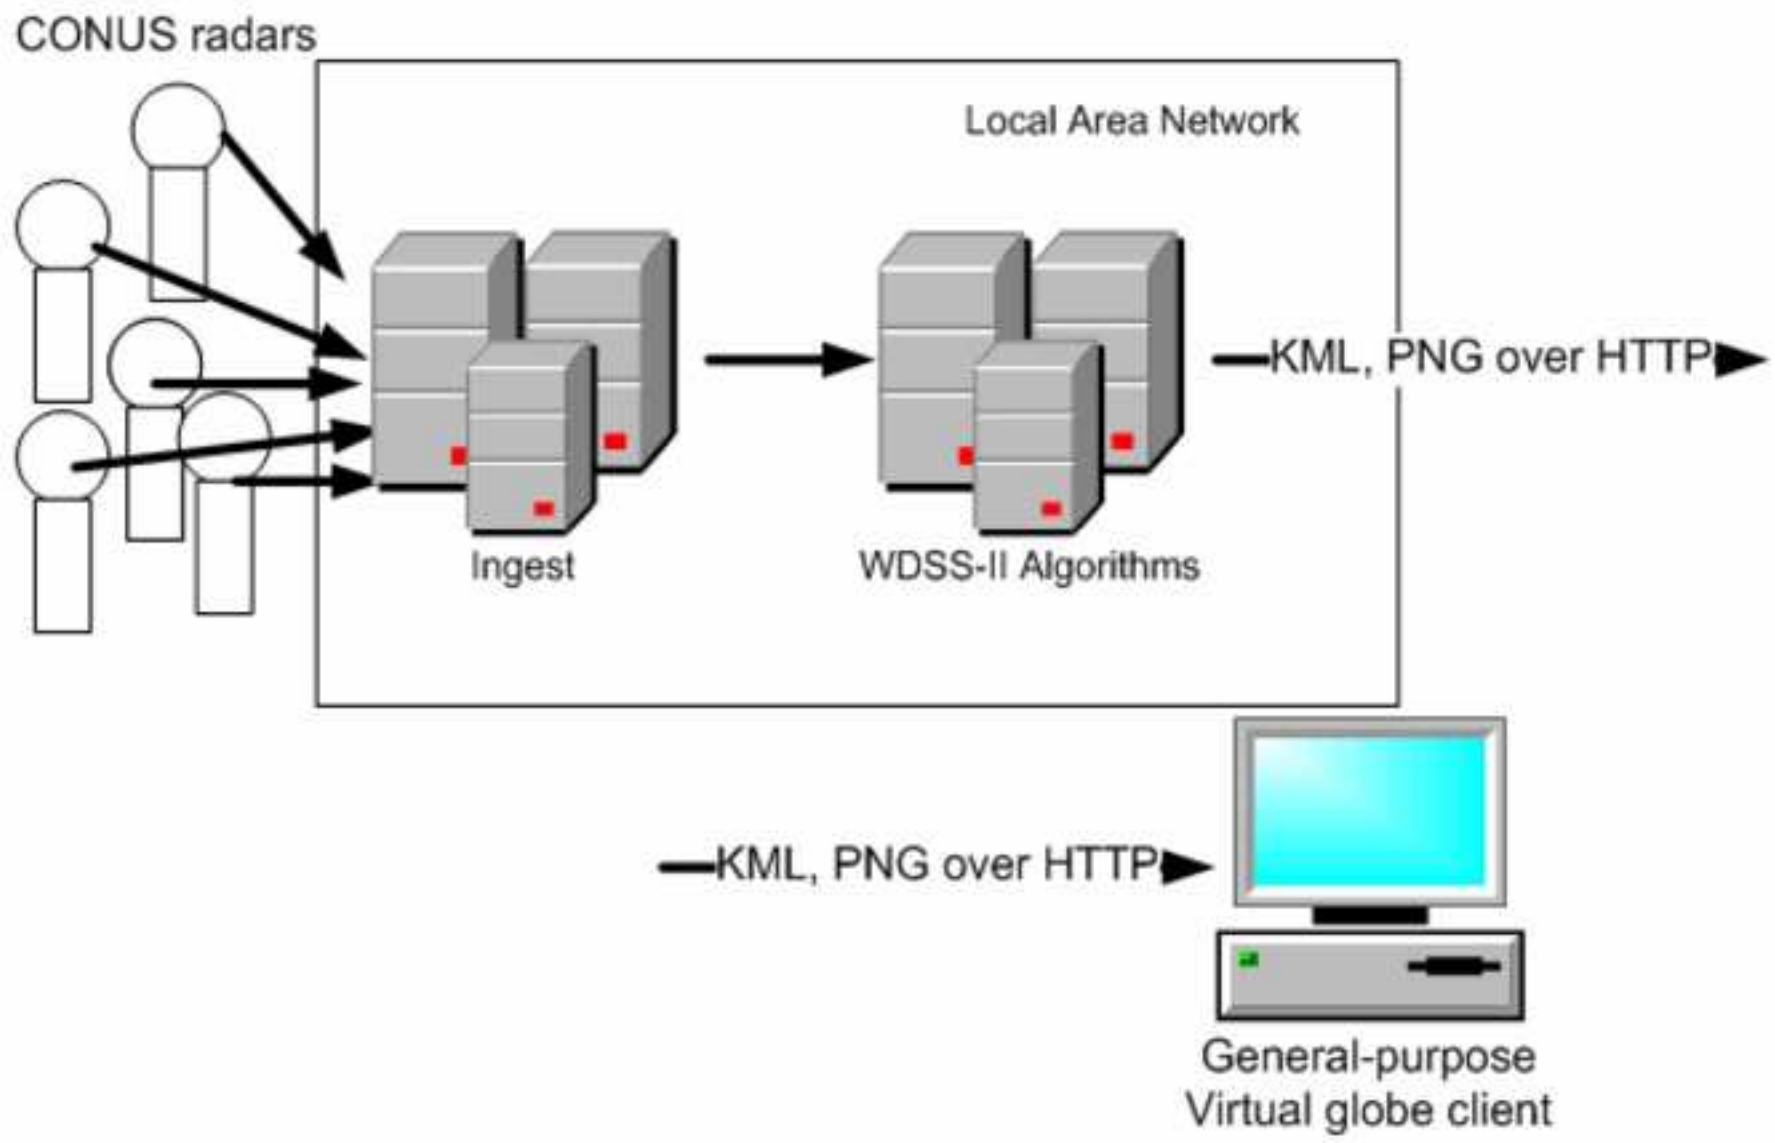 CONUS radars
Local Area Network
KML, PNG over HTTP
Ingest
WDSS-II Algorithms
KML, PNG over HTTP
General-purpose
Virtual globe client